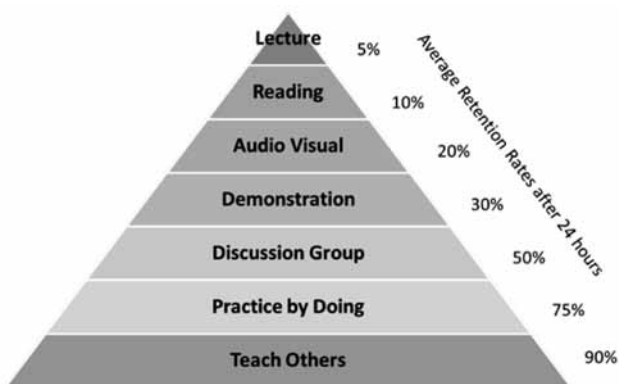 Lecture
5%
Reading
10%
Audio Visual
20%
Demonstration
30%
Discussion Group
50%
Practice by Doing
75%
Teach Others
90%
Average Retention Rates after 24 hours